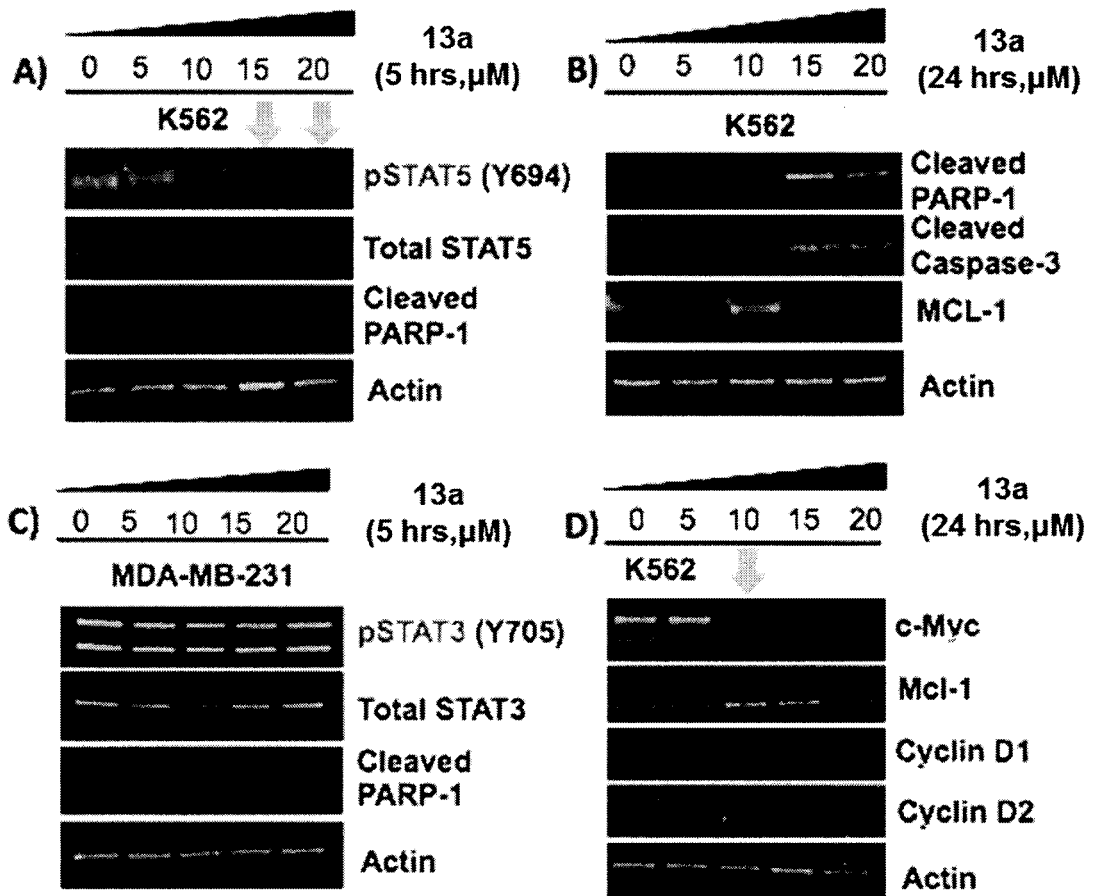 A) 0 5 10 15 20 13a
(5 hrs,µM)
K562
pSTAT5 (Y694)
Total STAT5
Cleaved
PARP-1
Actin
B) 0 5 10 15 20 13a
(24 hrs,µM)
K562
Cleaved
PARP-1
Cleaved
Caspase-3
MCL-1
Actin
C) 0 5 10 15 20 13a
(5 hrs,µM)
MDA-MB-231
pSTAT3 (Y705)
Total STAT3
Cleaved
PARP-1
Actin
D) 0 5 10 15 20 13a
(24 hrs,µM)
K562
c-Myc
Mcl-1
Cyclin D1
Cyclin D2
Actin